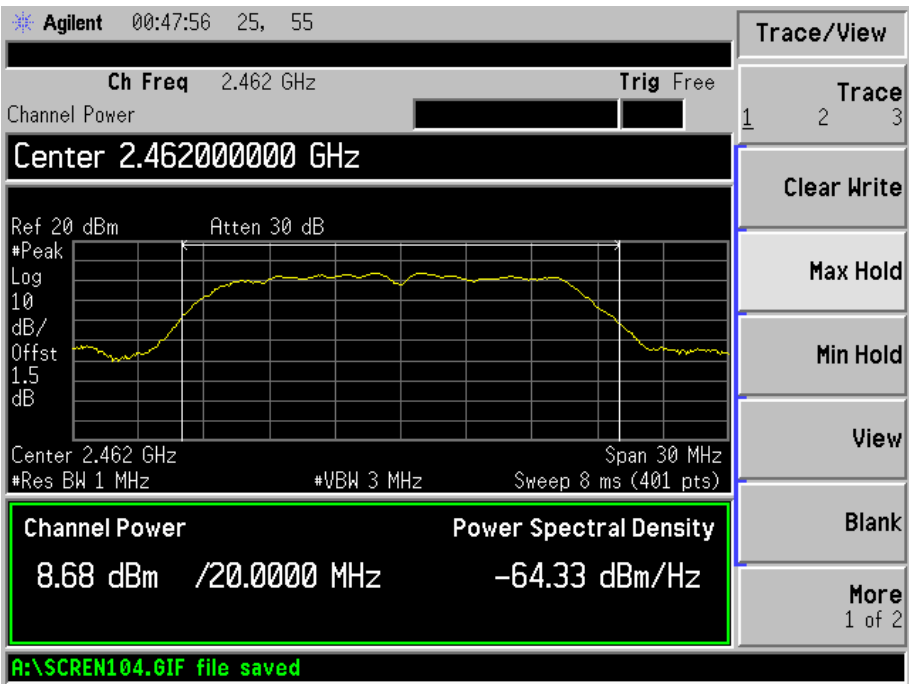 Agilent 00:47:56 25, 55
Trace/View
Ch Freq 2.462 GHz Trig Free
Channel Power
Trace
1 2 3
Center 2.462000000 GHz
Clear Write
Ref 20 dBm Atten 30 dB
#Peak
Log
10
dB/
Offst
1.5
dB
Max Hold
Min Hold
View
Center 2.462 GHz Span 30 MHz
#Res BW 1 MHz #VBW 3 MHz Sweep 8 ms (401 pts)
Channel Power Power Spectral Density
8.68 dBm /20.0000 MHz -64.33 dBm/Hz
Blank
More
1 of 2
A:\SCREN104.GIF file saved